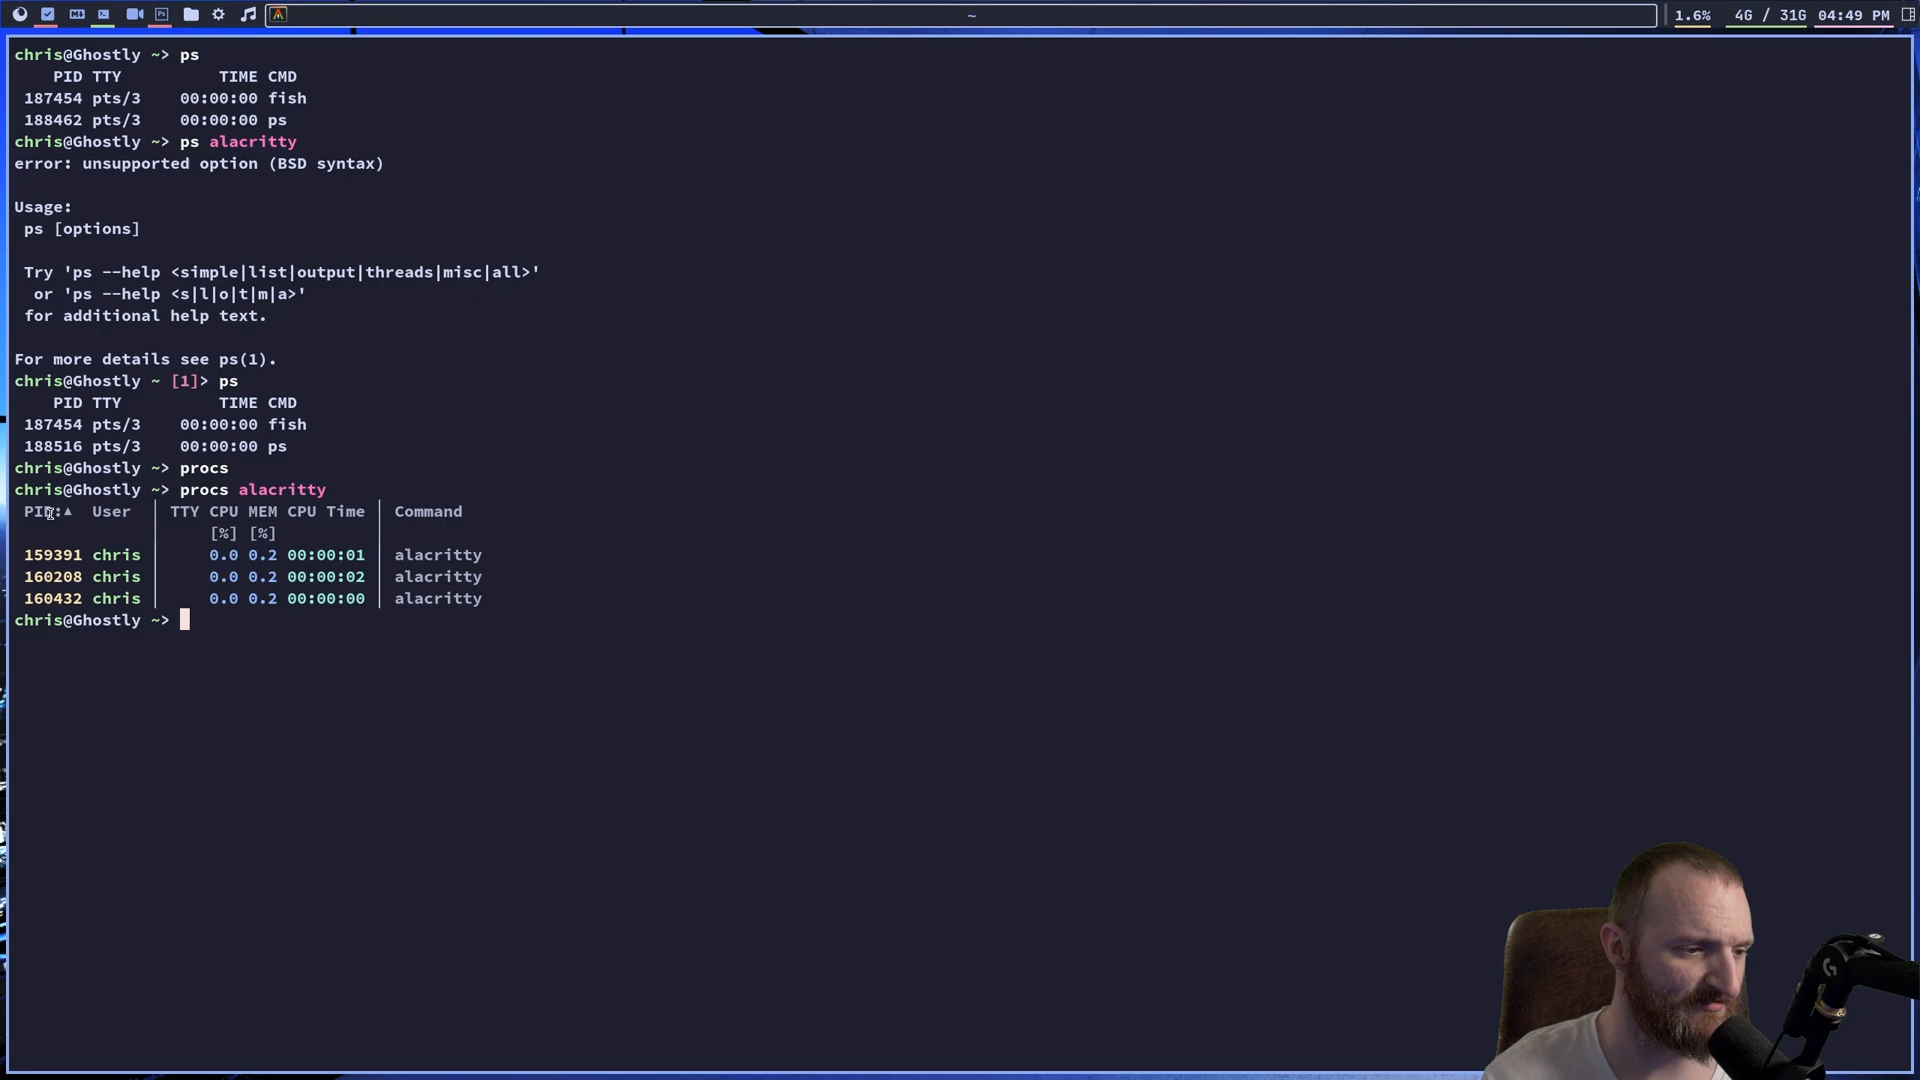 ~ 1.6% 4G / 31G 04:49 PM
chris@Ghostly ~> ps
PID TTY TIME CMD
187454 pts/3 00:00:00 fish
188462 pts/3 00:00:00 ps
chris@Ghostly ~> ps alacritty
error: unsupported option (BSD syntax)
Usage:
ps [options]
Try 'ps --help <simple|list|output|threads|misc|all>'
or 'ps --help <s|l|o|t|m|a>'
for additional help text.
For more details see ps(1).
chris@Ghostly ~ [1]> ps
PID TTY TIME CMD
187454 pts/3 00:00:00 fish
188516 pts/3 00:00:00 ps
chris@Ghostly ~> procs
chris@Ghostly ~> procs alacritty
PID:▲ User │ TTY CPU MEM CPU Time │ Command
│ [%] [%] │
159391 chris │ 0.0 0.2 00:00:01 │ alacritty
160208 chris │ 0.0 0.2 00:00:02 │ alacritty
160432 chris │ 0.0 0.2 00:00:00 │ alacritty
chris@Ghostly ~>